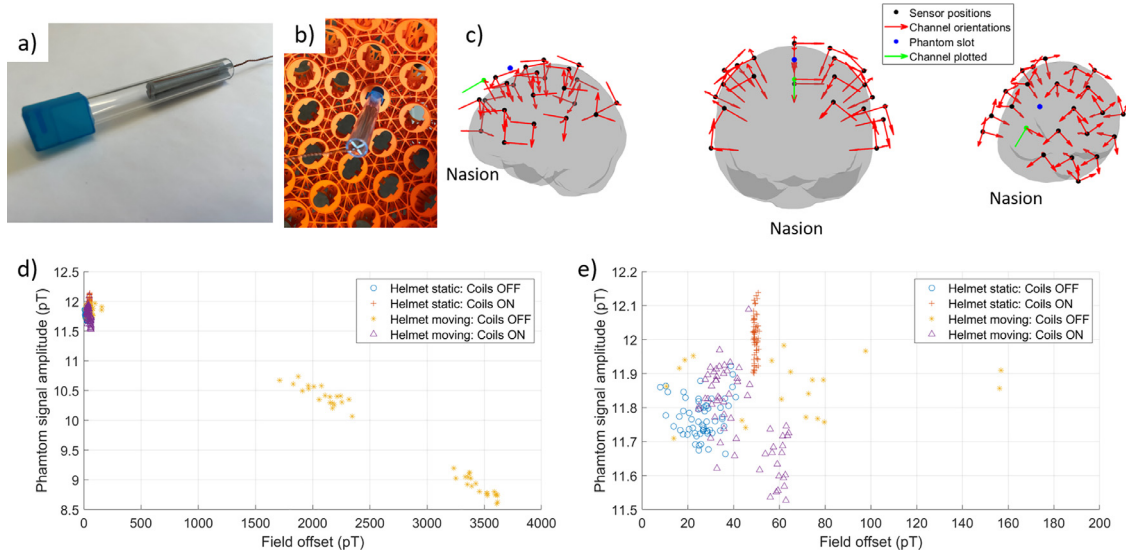 a)
b)
c)
Sensor positions
Channel orientations
Phantom slot
Channel plotted
Nasion
Nasion
Nasion
d)
12.5
12
11.5
11
10.5
10
9.5
9
8.5
Phamtom signal amplitude (pT)
0
500
1000
1500
2000
2500
3000
3500
4000
Field offset (pT)
Helmet static: Coils OFF
Helmet static: Coils ON
Helmet moving: Coils OFF
Helmet moving: Coils ON
e)
12.2
12.1
12
11.9
11.8
11.7
11.6
11.5
Phamtom signal amplitude (pT)
0
20
40
60
80
100
120
140
160
180
200
Field offset (pT)
Helmet static: Coils OFF
Helmet static: Coils ON
Helmet moving: Coils OFF
Helmet moving: Coils ON